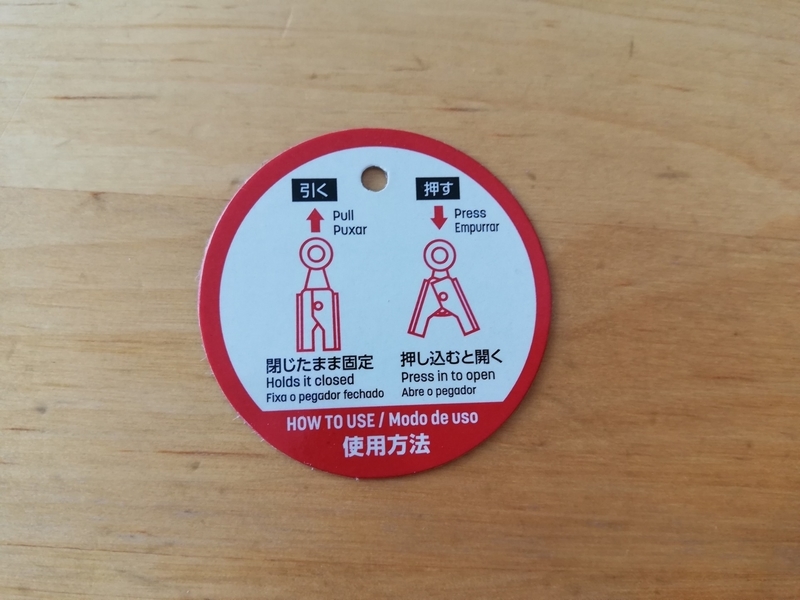 引く
Pull
Puxar
閉じたまま固定
Holds it closed
Fixa o pegador fechado
押す
Press
Empurrar
押し込むと開く
Press in to open
Abre o pegador
HOW TO USE / Modo de uso
使用方法